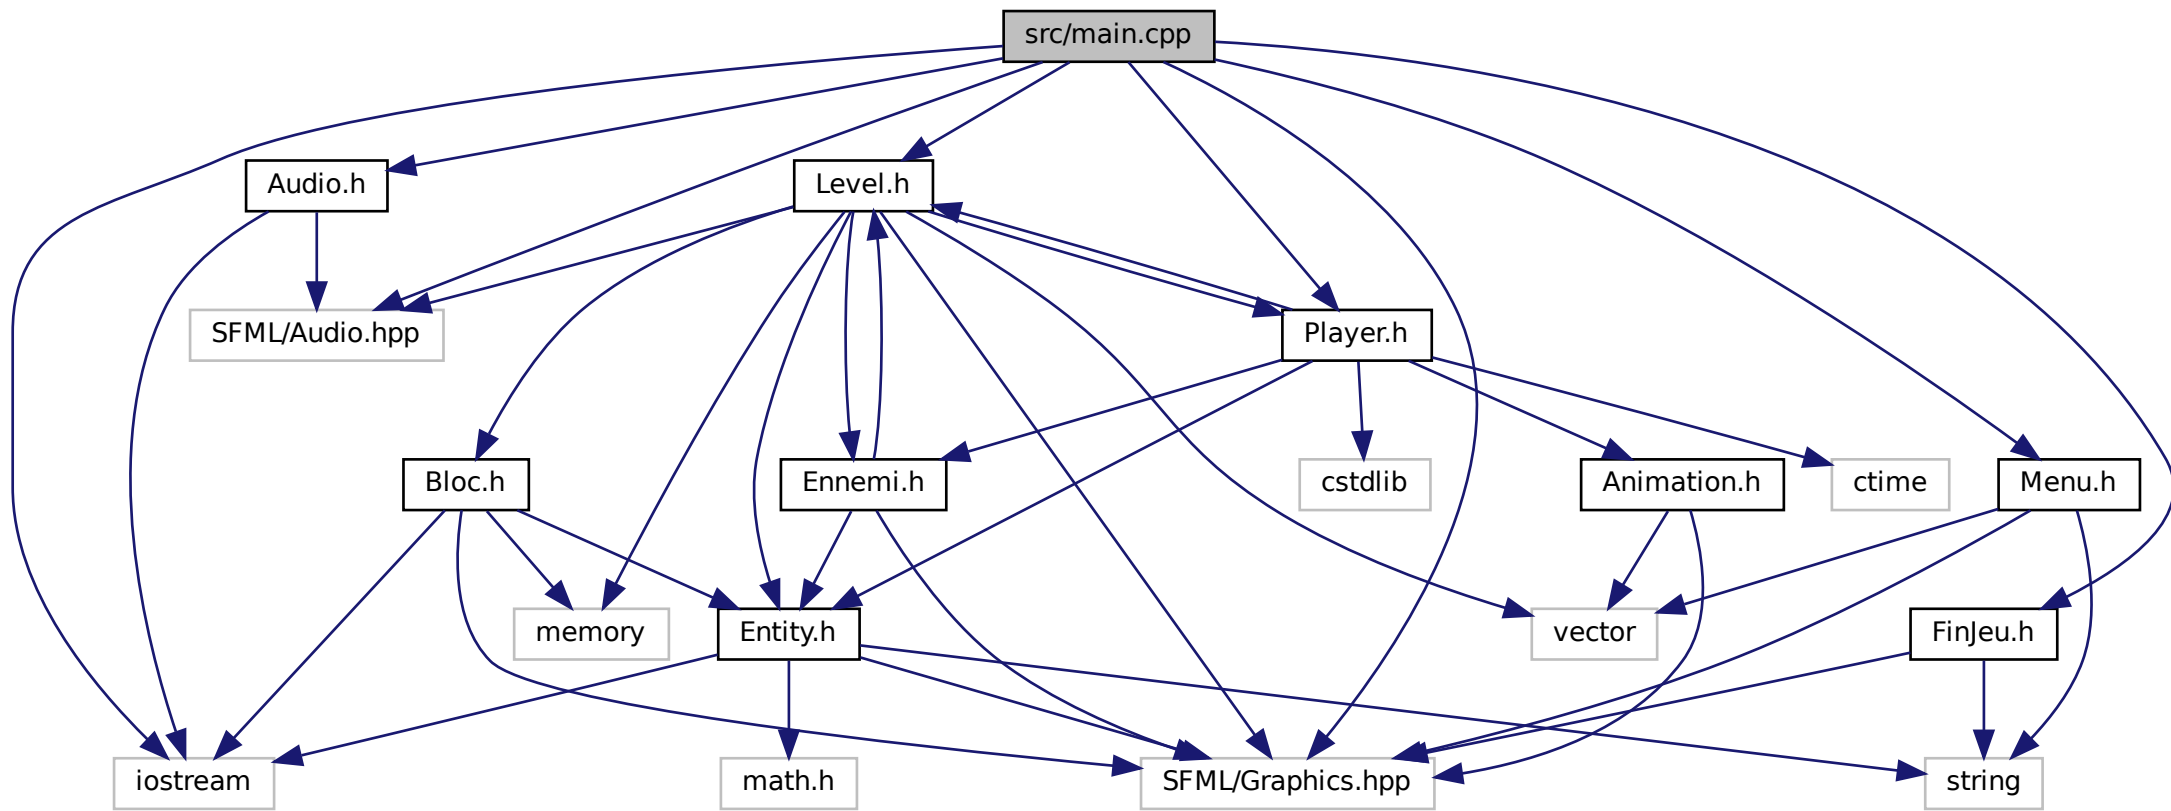 src/main.cpp
Audio.h
Level.h
SFML/Audio.hpp
Player.h
Bloc.h
Ennemi.h
cstdlib
Animation.h
ctime
Menu.h
memory
Entity.h
vector
FinJeu.h
iostream
math.h
SFML/Graphics.hpp
string